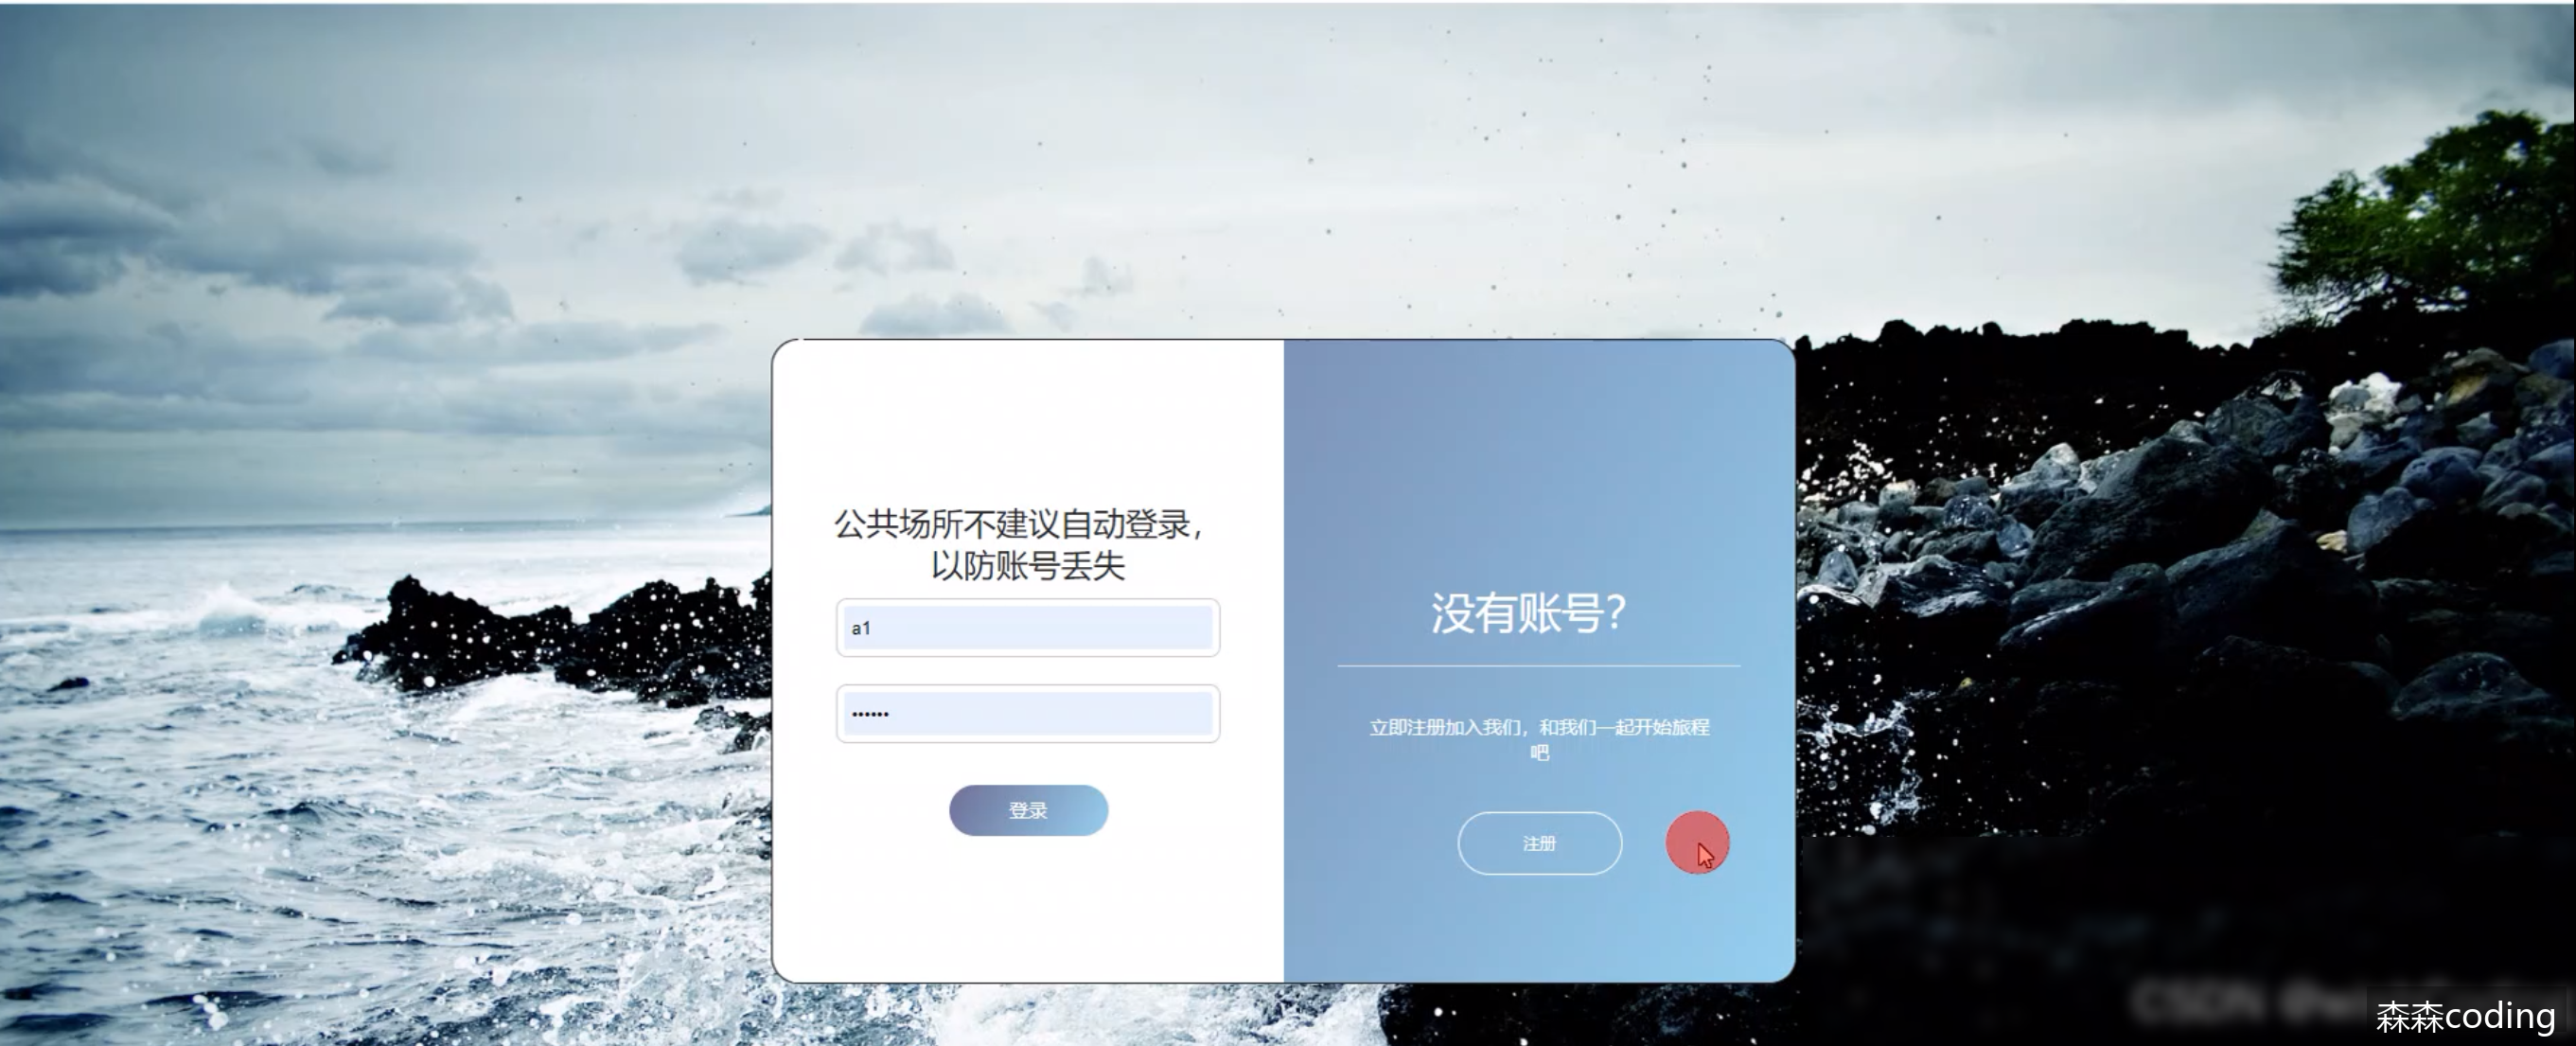 公共场所不建议自动登录，
以防账号丢失
a1
••••••
登录
没有账号？
立即注册加入我们，和我们一起开始旅程
吧
注册
森森coding